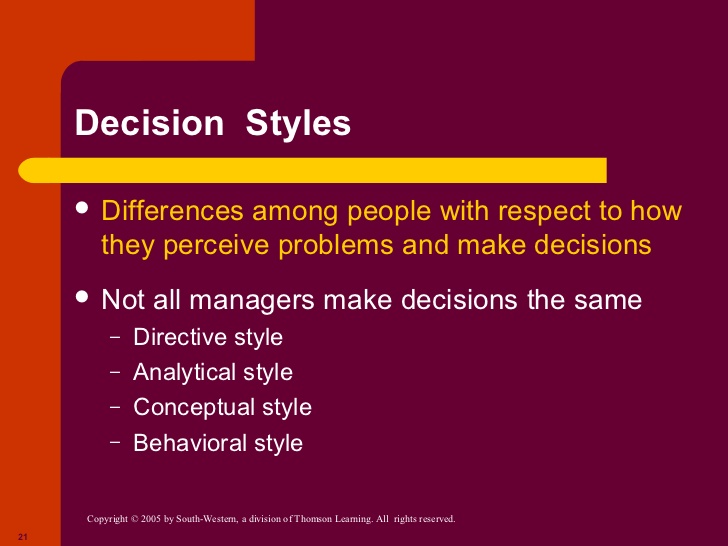 Decision  Styles
• Differences among people with respect to how
they perceive problems and make decisions
• Not all managers make decisions the same
– Directive style
– Analytical style
– Conceptual style
– Behavioral style
Copyright © 2005 by South-Western, a division of Thomson Learning. All  rights reserved.
21